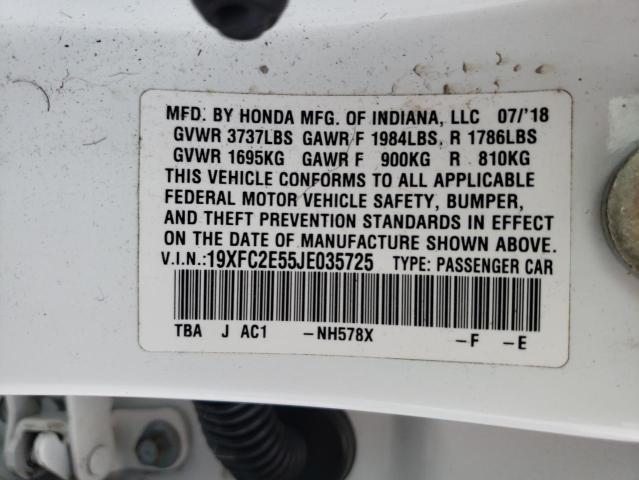 MFD. BY HONDA MFG. OF INDIANA, LLC 07/'18
GVWR 3737LBS GAWR F 1984LBS, R 1786LBS
GVWR 1695KG GAWR F 900KG R 810KG
THIS VEHICLE CONFORMS TO ALL APPLICABLE
FEDERAL MOTOR VEHICLE SAFETY, BUMPER,
AND THEFT PREVENTION STANDARDS IN EFFECT
ON THE DATE OF MANUFACTURE SHOWN ABOVE.
V.I.N.:19XFC2E55JE035725 TYPE: PASSENGER CAR
TBA J AC1 -NH578X -F -E